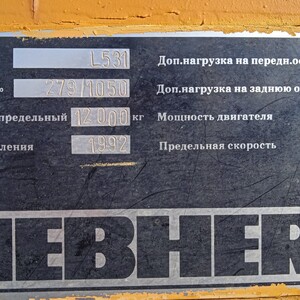 L531 Доп.нагрузка на передн.ос
279/1050 Доп.нагрузка на заднюю о
предельный 12000 кг Мощность двигателя
ления 1992 Предельная скорость
IEBHER